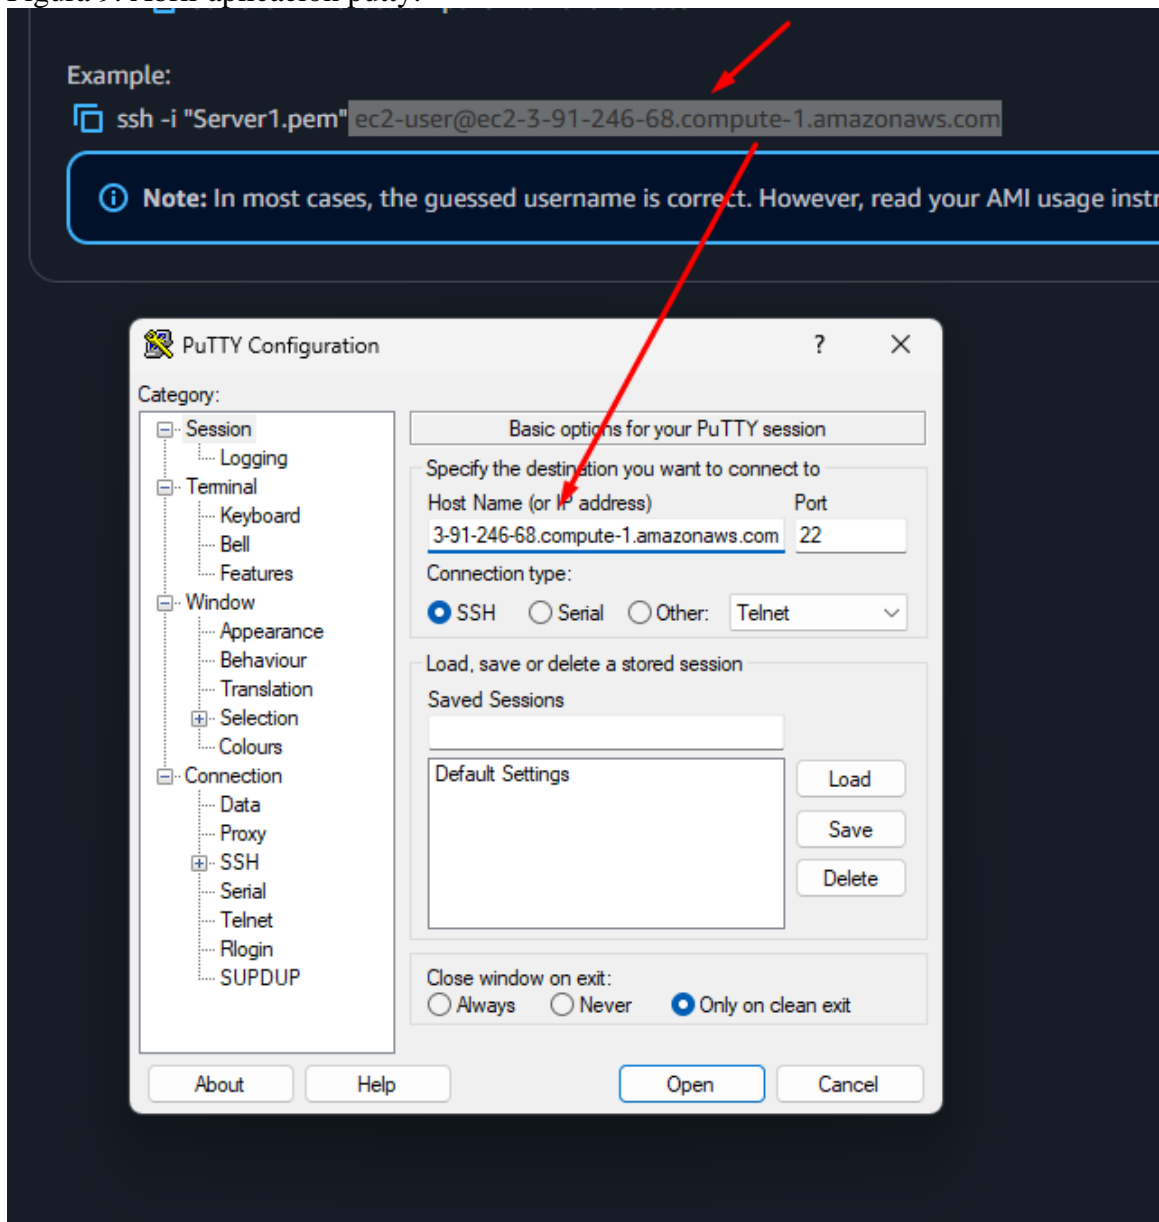 Example:
ssh -i "Server1.pem" ec2-user@ec2-3-91-246-68.compute-1.amazonaws.com
Note: In most cases, the guessed username is correct. However, read your AMI usage instr
PuTTY Configuration
?
Category:
Session
Logging
Terminal
Keyboard
Bell
Features
Window
Appearance
Behaviour
Translation
Selection
Colours
Connection
Data
Proxy
SSH
Serial
Telnet
Rlogin
SUPDUP
Basic options for your PuTTY session
Specify the destination you want to connect to
Host Name (or IP address) Port
3-91-246-68.compute-1.amazonaws.com 22
Connection type:
SSH Serial Other: Telnet
Load, save or delete a stored session
Saved Sessions
Default Settings
Load
Save
Delete
Close window on exit:
Always Never Only on clean exit
About Help Open Cancel